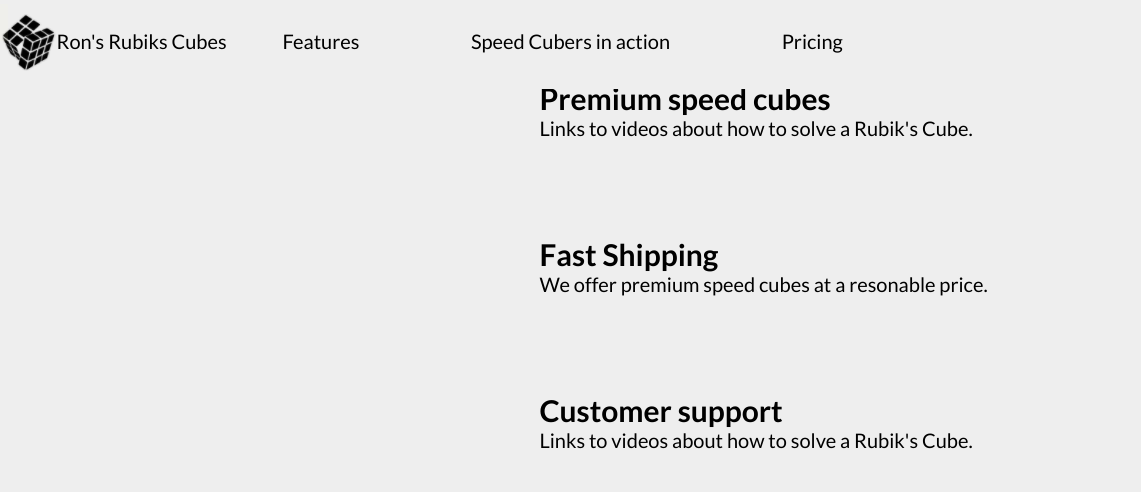 Ron's Rubiks Cubes
Features
Speed Cubers in action
Pricing
Premium speed cubes
Links to videos about how to solve a Rubik's Cube.
Fast Shipping
We offer premium speed cubes at a resonable price.
Customer support
Links to videos about how to solve a Rubik's Cube.